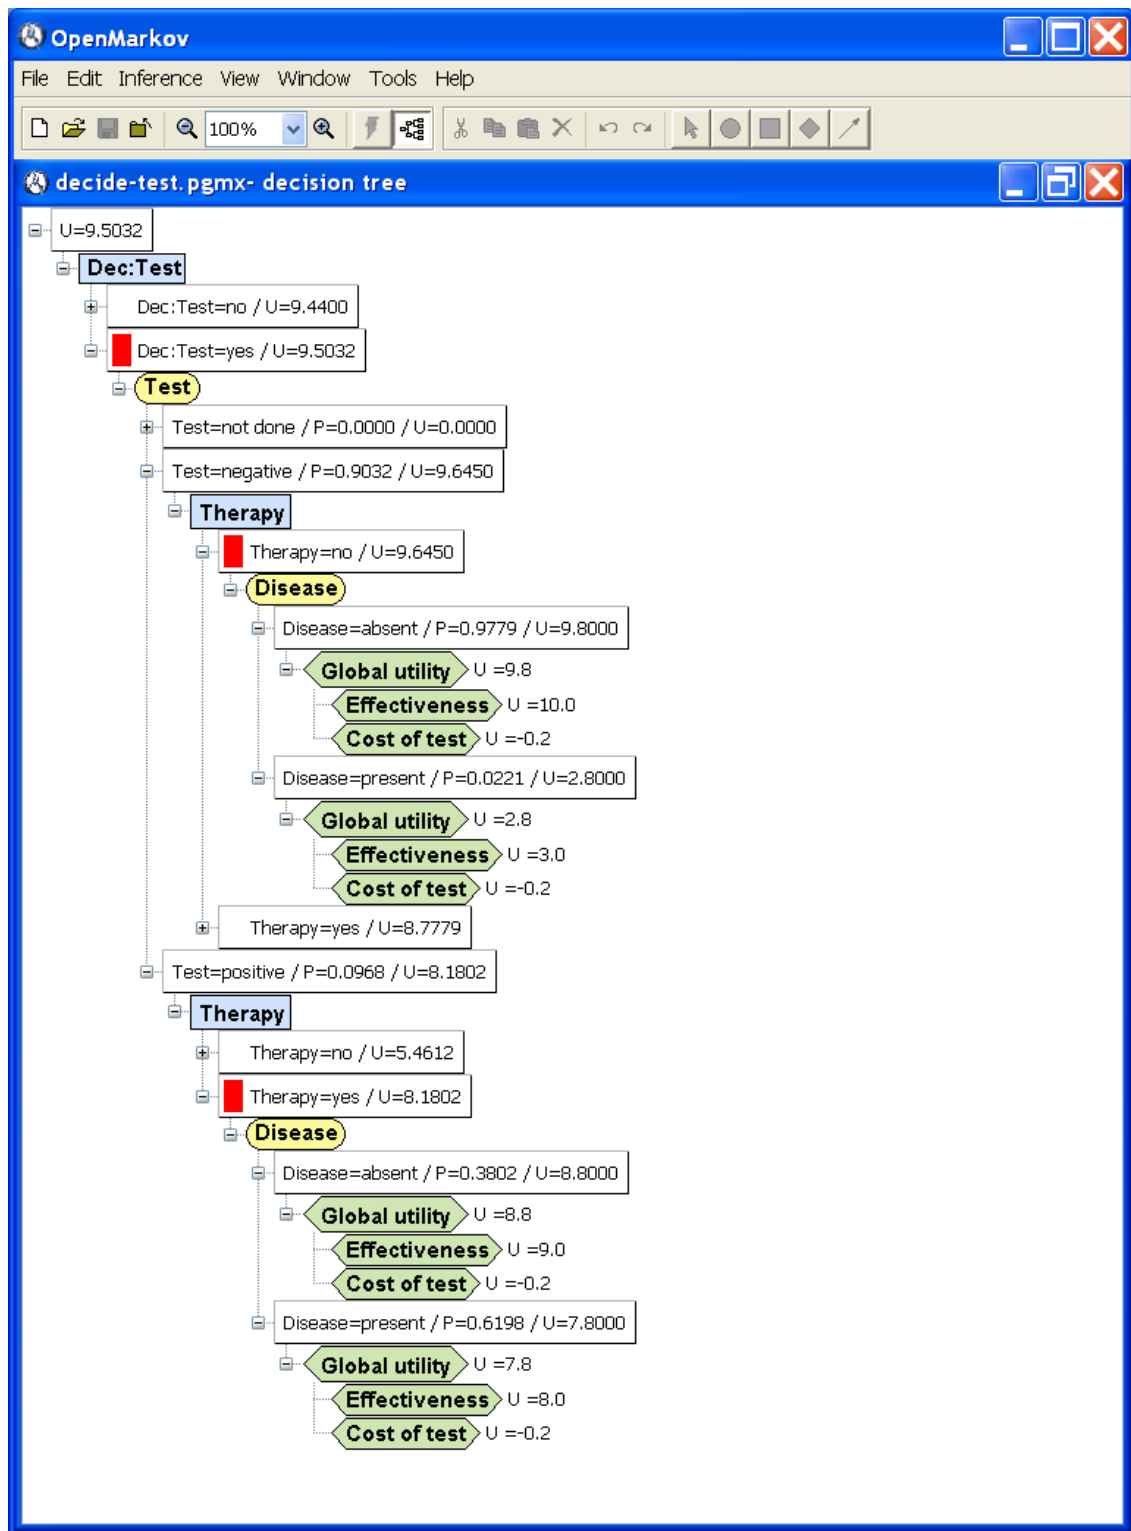 OpenMarkov
File Edit Inference View Window Tools Help
100%
decide-test.pgmx- decision tree
U=9.5032
Dec:Test
Dec:Test=no / U=9.4400
Dec:Test=yes / U=9.5032
Test
Test=not done / P=0.0000 / U=0.0000
Test=negative / P=0.9032 / U=9.6450
Therapy
Therapy=no / U=9.6450
Disease
Disease=absent / P=0.9779 / U=9.8000
Global utility U =9.8
Effectiveness U =10.0
Cost of test U =-0.2
Disease=present / P=0.0221 / U=2.8000
Global utility U =2.8
Effectiveness U =3.0
Cost of test U =-0.2
Therapy=yes / U=8.7779
Test=positive / P=0.0968 / U=8.1802
Therapy
Therapy=no / U=5.4612
Therapy=yes / U=8.1802
Disease
Disease=absent / P=0.3802 / U=8.8000
Global utility U =8.8
Effectiveness U =9.0
Cost of test U =-0.2
Disease=present / P=0.6198 / U=7.8000
Global utility U =7.8
Effectiveness U =8.0
Cost of test U =-0.2